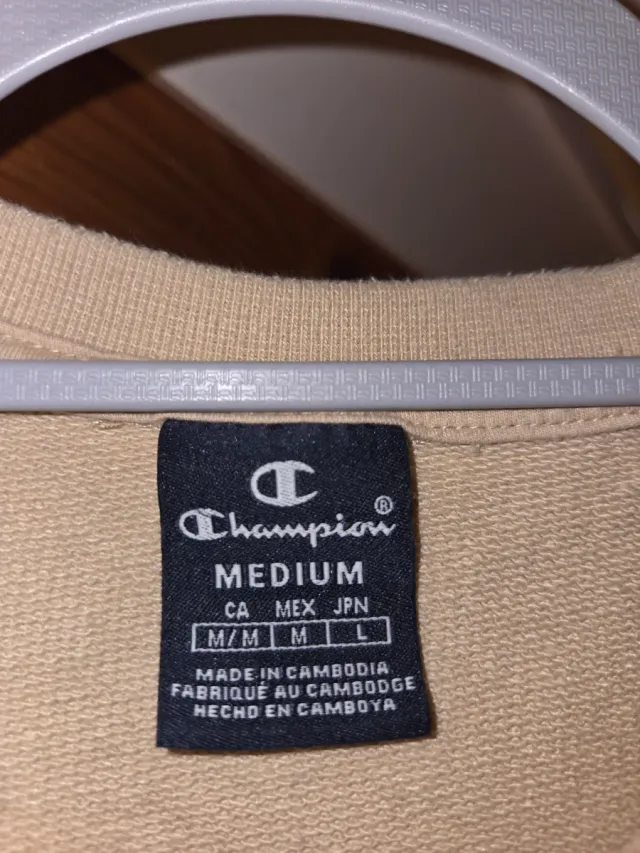 Champion®
MEDIUM
CA MEX JPN
M/M M L
MADE IN CAMBODIA
FABRIQUÉ AU CAMBODGE
HECHO EN CAMBOYA